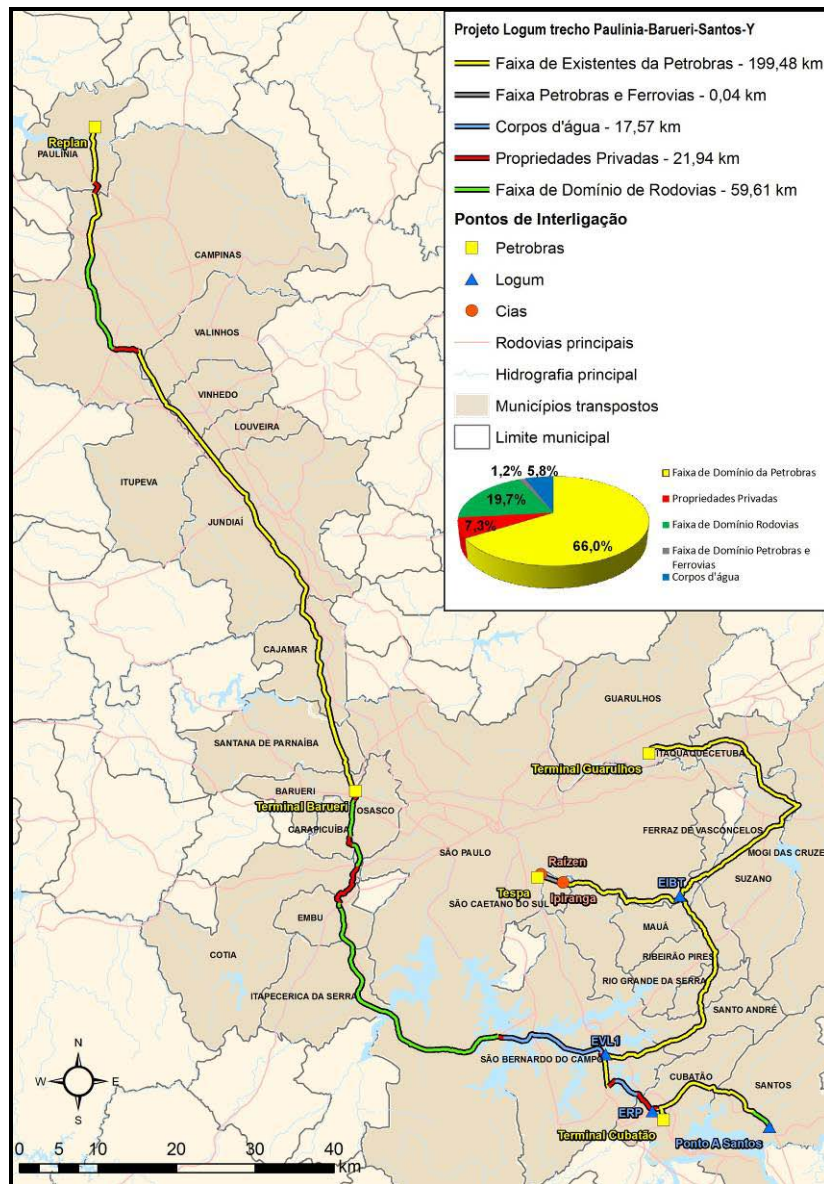 Projeto Logum trecho Paulinia-Barueri-Santos-Y
Faixa de Existentes da Petrobras - 199,48 km
Faixa Petrobras e Ferrovias - 0,04 km
Corpos d'água - 17,57 km
Propriedades Privadas - 21,94 km
Faixa de Domínio de Rodovias - 59,61 km
Pontos de Interligação
Petrobras
Logum
Cias
Rodovias principais
Hidrografia principal
Municípios transpostos
Limite municipal
1,2%
5,8%
19,7%
7,3%
66,0%
Faixa de Domínio da Petrobras
Propriedades Privadas
Faixa de Domínio Rodovias
Faixa de Domínio Petrobras e
Ferrovias
Corpos d'água
Replan
PAULÍNIA
CAMPINAS
VALINHOS
VINHEDO
LOUVEIRA
ITUPEVA
JUNDIAÍ
CAJAMAR
GUARULHOS
SANTANA DE PARNAÍBA
ITAQUAQUECETUBA
Terminal Guarulhos
BARUERI
Terminal Barueri
OSASCO
CARAPICUÍBA
FERRAZ DE VASCONCELOS
SÃO PAULO
MOGI DAS CRUZE
Raízen
SUZANO
Tespa
EIBT
Ipiranga
SÃO CAETANO DO SUL
EMBU
MAUÁ
COTIA
RIBEIRÃO PIRES
RIO GRANDE DA SERRA
ITAPECERICA DA SERRA
SANTO ANDRÉ
EVL1
SÃO BERNARDO DO CAMPO
CUBATÃO
SANTOS
ERP
Terminal Cubatão
Ponto A Santos
N
W
E
S
0
10
20
30
40
km